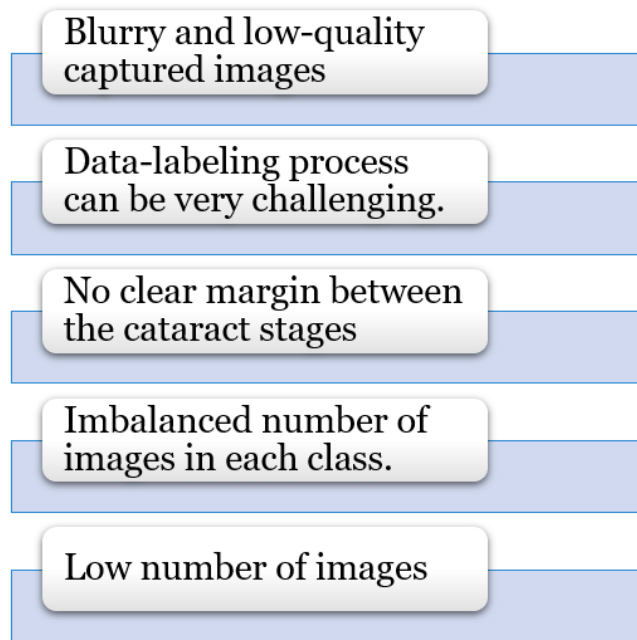 Blurry and low-quality
captured images
Data-labeling process
can be very challenging.
No clear margin between
the cataract stages
Imbalanced number of
images in each class.
Low number of images